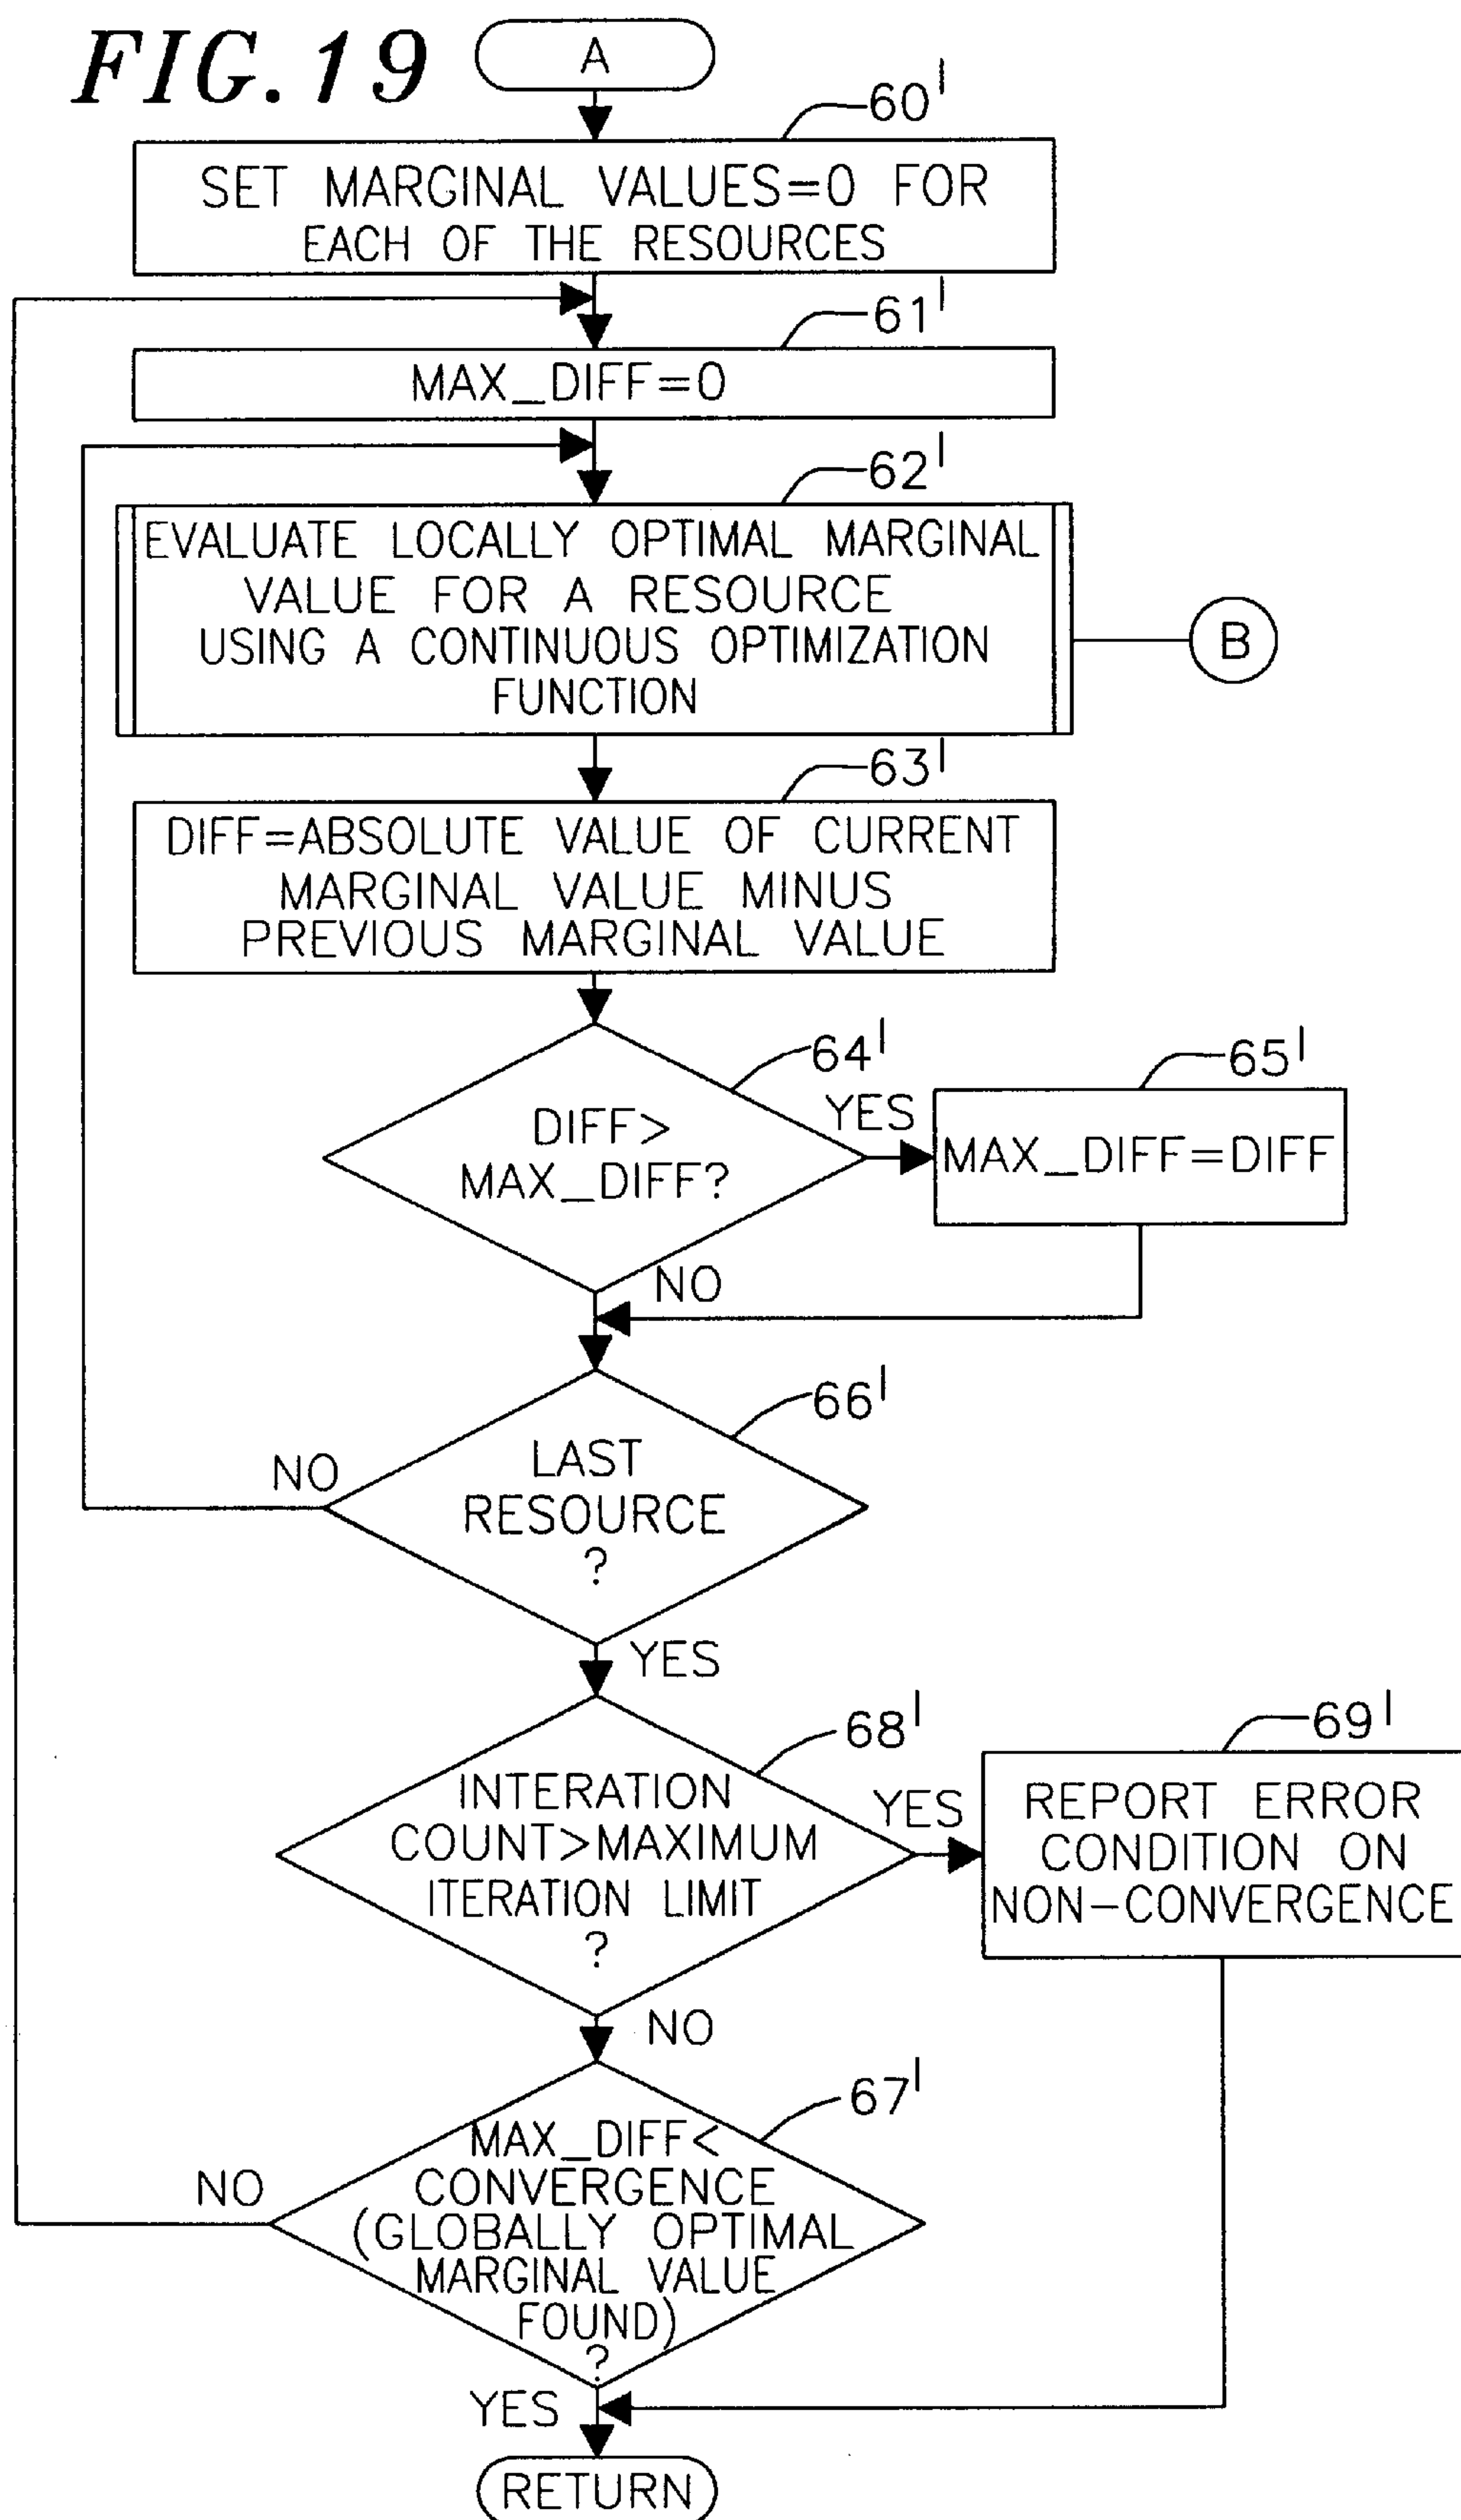 FIG.19
A
60'
SET MARGINAL VALUES=0 FOR
EACH OF THE RESOURCES
61'
MAX_DIFF=0
62'
EVALUATE LOCALLY OPTIMAL MARGINAL
VALUE FOR A RESOURCE
USING A CONTINUOUS OPTIMIZATION
FUNCTION
B
63'
DIFF=ABSOLUTE VALUE OF CURRENT
MARGINAL VALUE MINUS
PREVIOUS MARGINAL VALUE
64'
DIFF>
MAX_DIFF?
YES
65'
MAX_DIFF=DIFF
NO
66'
LAST
RESOURCE
?
NO
YES
68'
INTERATION
COUNT>MAXIMUM
ITERATION LIMIT
?
YES
69'
REPORT ERROR
CONDITION ON
NON-CONVERGENCE
NO
67'
MAX_DIFF<
CONVERGENCE
(GLOBALLY OPTIMAL
MARGINAL VALUE
FOUND)
?
NO
YES
RETURN